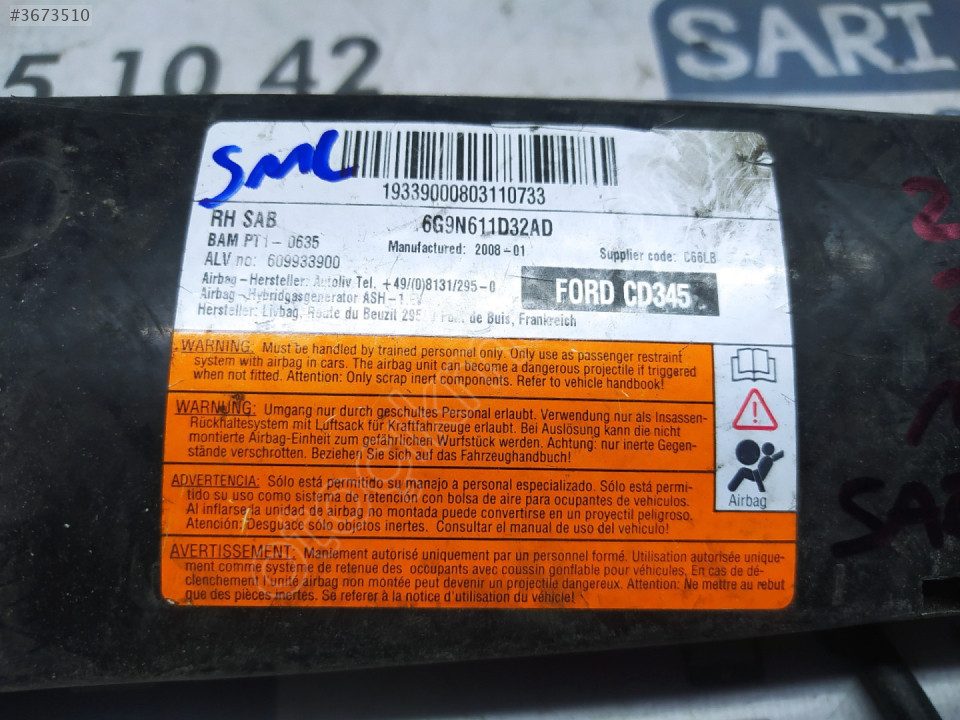 #3673510
5 10 42
SARI
SMC
19339000803110733
RH SAB
6G9N611D32AD
BAM PT1-0635
Manufactured: 2008-01
Supplier code: C66LB
ALV no: 609933900
Airbag-Hersteller: Autoliv Tel. +49/(0)8131/295-0
FORD CD345
Airbag-Hybridgasgenerator ASH-1.
Hersteller: Livbag, Route du Beuzit 295 de Buis, Frankreich
WARNING: Must be handled by trained personnel only. Only use as passenger restraint
system with airbag in cars. The airbag unit can become a dangerous projectile if triggered
when not fitted. Attention: Only scrap inert components. Refer to vehicle handbook!
WARNUNG: Umgang nur durch geschultes Personal erlaubt. Verwendung nur als Insassen-
Rückhaltesystem mit Luftsack für Kraftfahrzeuge erlaubt. Bei Auslösung kann die nicht
montierte Airbag-Einheit zum gefährlichen Wurfstück werden. Achtung: nur inerte Gegen-
stände verschrotten. Beziehen Sie sich auf das Fahrzeughandbuch!
ADVERTENCIA: Sólo está permitido su manejo a personal especializado. Sólo está permi-
tido su uso como sistema de retención con bolsa de aire para ocupantes de vehículos.
Al inflarse la unidad de airbag no montada puede convertirse en un proyectil peligroso.
Atención: Desguace sólo objetos inertes. Consultar el manual de uso del vehículo!
AVERTISSEMENT: Maniement autorisé uniquement par un personnel formé. Utilisation autorisée unique-
ment comme système de retenue des occupants avec coussin gonflable pour véhicules. En cas de dé-
clenchement l'unité airbag non montée peut devenir un projectile dangereux. Attention: Ne mettre au rebut
que des pièces inertes. Se référer à la notice d'utilisation du véhicle!
Airbag